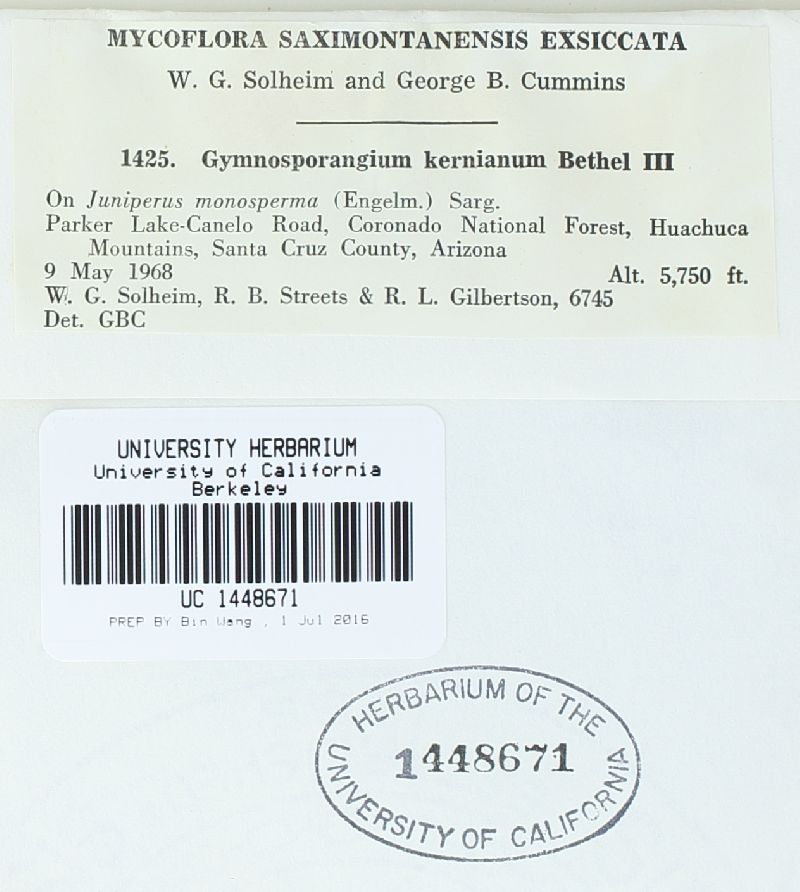 MYCOFLORA SAXIMONTANENSIS EXSICCATA
W. G. Solheim and George B. Cummins
1425. Gymnosporangium kernianum Bethel III
On Juniperus monosperma (Engelm.) Sarg.
Parker Lake-Canelo Road, Coronado National Forest, Huachuca
Mountains, Santa Cruz County, Arizona
9 May 1968 Alt. 5,750 ft.
W. G. Solheim, R. B. Streets & R. L. Gilbertson, 6745
Det. GBC
UNIVERSITY HERBARIUM
University of California
Berkeley
UC 1448671
PREP BY Bin Wang , 1 Jul 2016
HERBARIUM OF THE
1448671
UNIVERSITY OF CALIFORNIA